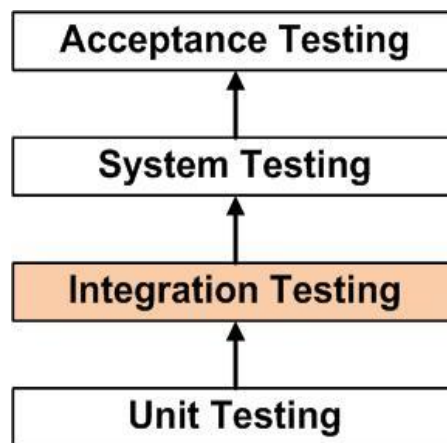 Acceptance Testing
System Testing
Integration Testing
Unit Testing